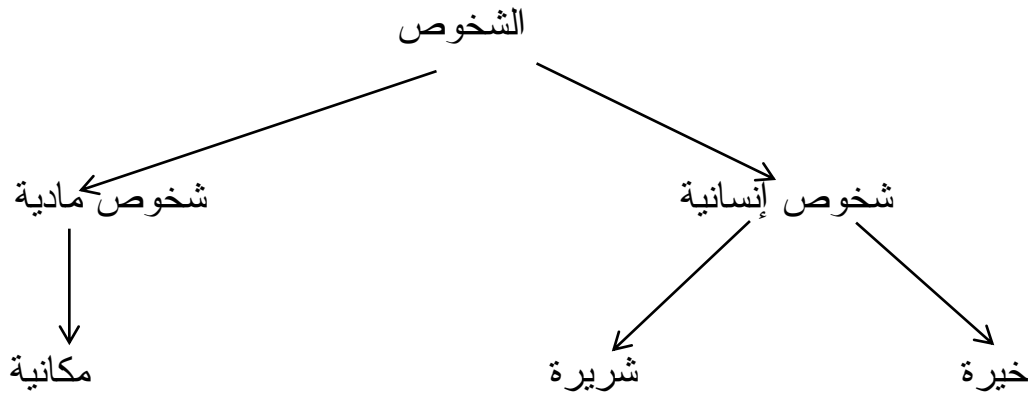 الشخوص
شخوص إنسانية
شخوص مادية
خيرة
شريرة
مكانية